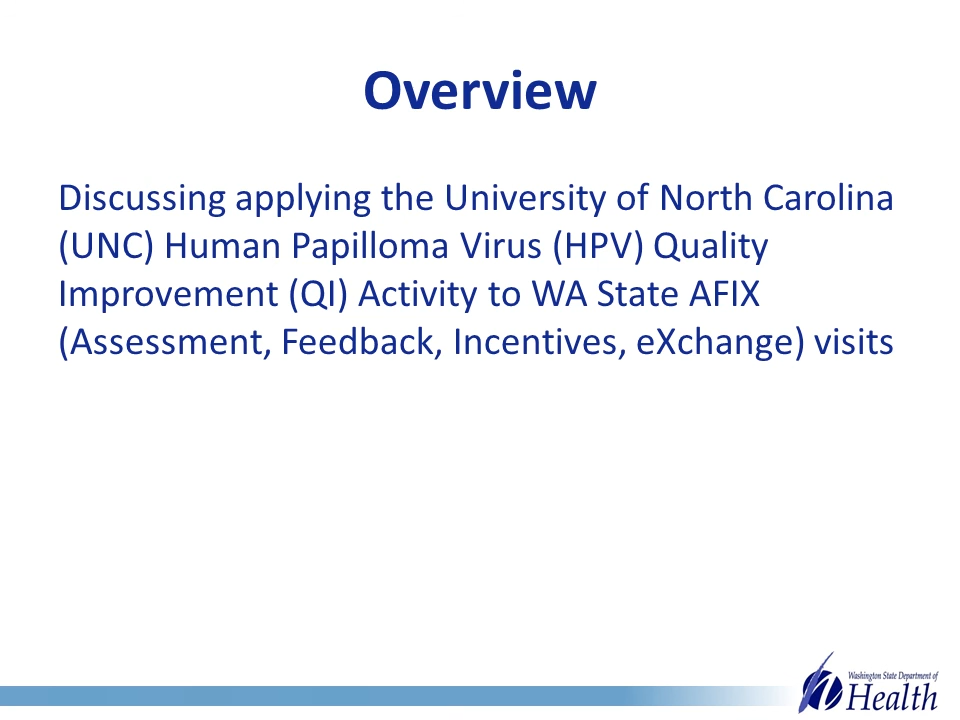 Overview
Discussing applying the University of North Carolina
(UNC) Human Papilloma Virus (HPV) Quality
Improvement (QI) Activity to WA State AFIX
(Assessment, Feedback, Incentives, eXchange) visits
Washington State Department of
Health